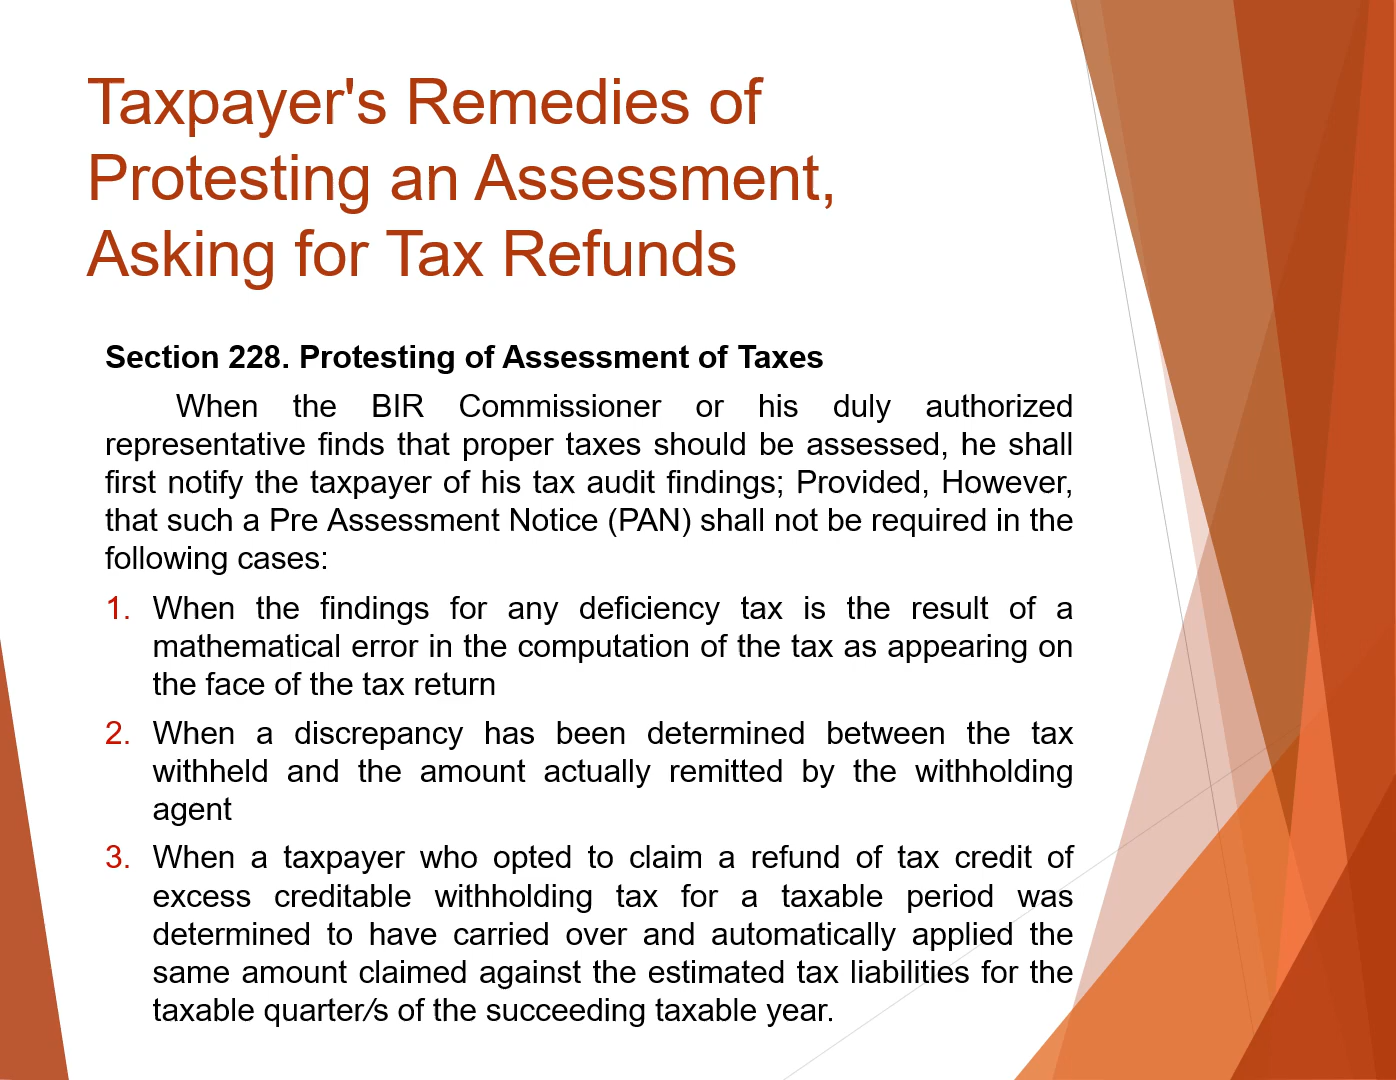 Taxpayer's Remedies of
Protesting an Assessment,
Asking for Tax Refunds
Section 228. Protesting of Assessment of Taxes
When the BIR Commissioner or his duly authorized
representative finds that proper taxes should be assessed, he shall
first notify the taxpayer of his tax audit findings; Provided, However,
that such a Pre Assessment Notice (PAN) shall not be required in the
following cases:
1. When the findings for any deficiency tax is the result of a
mathematical error in the computation of the tax as appearing on
the face of the tax return
2. When a discrepancy has been determined between the tax
withheld and the amount actually remitted by the withholding
agent
3. When a taxpayer who opted to claim a refund of tax credit of
excess creditable withholding tax for a taxable period was
determined to have carried over and automatically applied the
same amount claimed against the estimated tax liabilities for the
taxable quarter/s of the succeeding taxable year.